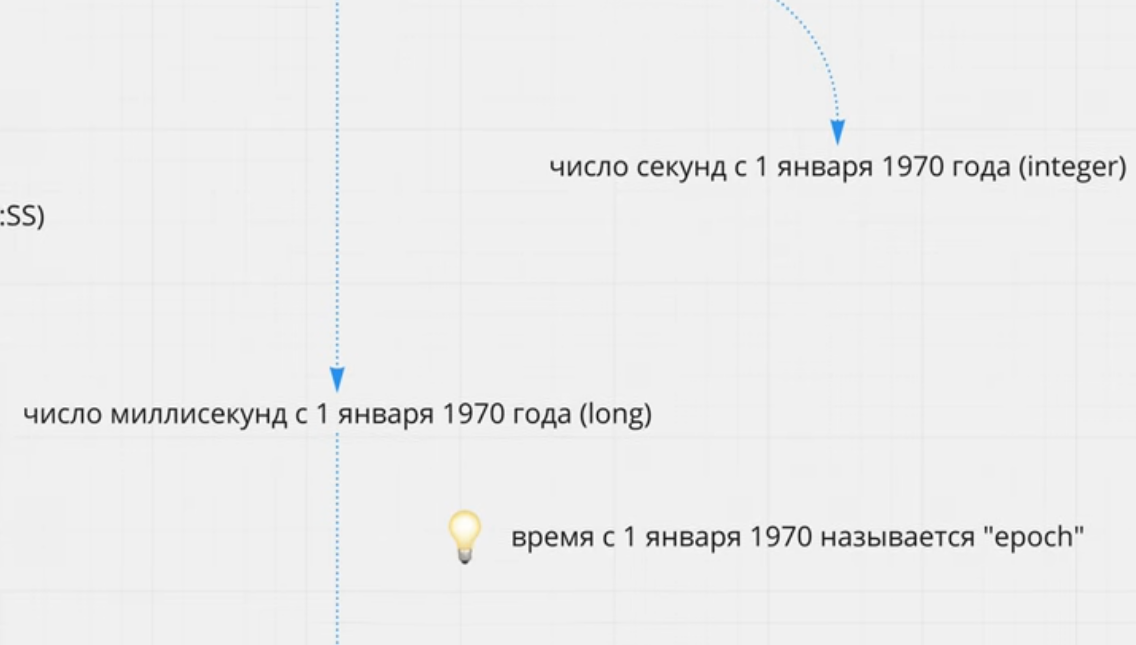 число секунд с 1 января 1970 года (integer)
:SS)
число миллисекунд с 1 января 1970 года (long)
время с 1 января 1970 называется "epoch"